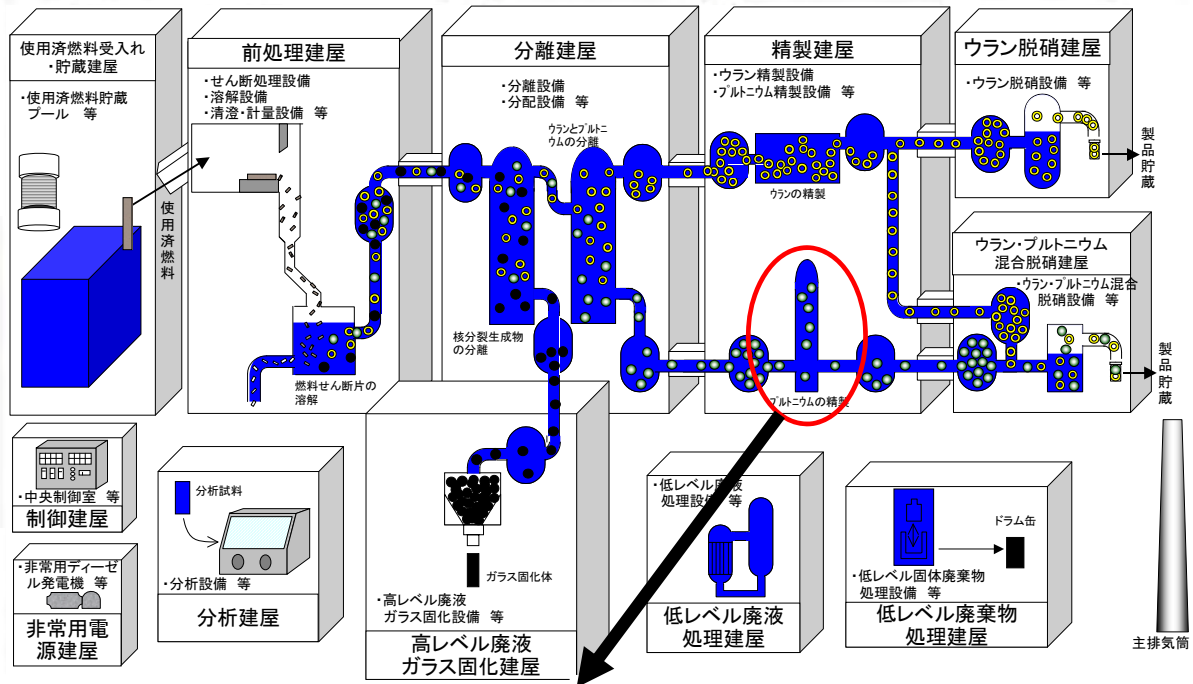 使用済燃料受入れ
・貯蔵建屋
・使用済燃料貯蔵
プール 等
使用済燃料
前処理建屋
・せん断処理設備
・溶解設備
・清澄・計量設備 等
燃料せん断片の
溶解
分離建屋
・分離設備
・分配設備 等
ウランとプルトニ
ウムの分離
核分裂生成物
の分離
精製建屋
・ウラン精製設備
・プルトニウム精製設備 等
ウランの精製
プルトニウムの精製
ウラン脱硝建屋
・ウラン脱硝設備 等
製品貯蔵
ウラン・プルトニウム
混合脱硝建屋
・ウラン・プルトニウム混合
脱硝設備 等
製品貯蔵
・中央制御室 等
制御建屋
・非常用ディーゼ
ル発電機 等
非常用電
源建屋
分析試料
・分析設備 等
分析建屋
ガラス固化体
・高レベル廃液
ガラス固化設備 等
高レベル廃液
ガラス固化建屋
・低レベル廃液
処理設備 等
低レベル廃液
処理建屋
ドラム缶
・低レベル固体廃棄物
処理設備 等
低レベル廃棄物
処理建屋
主排気筒